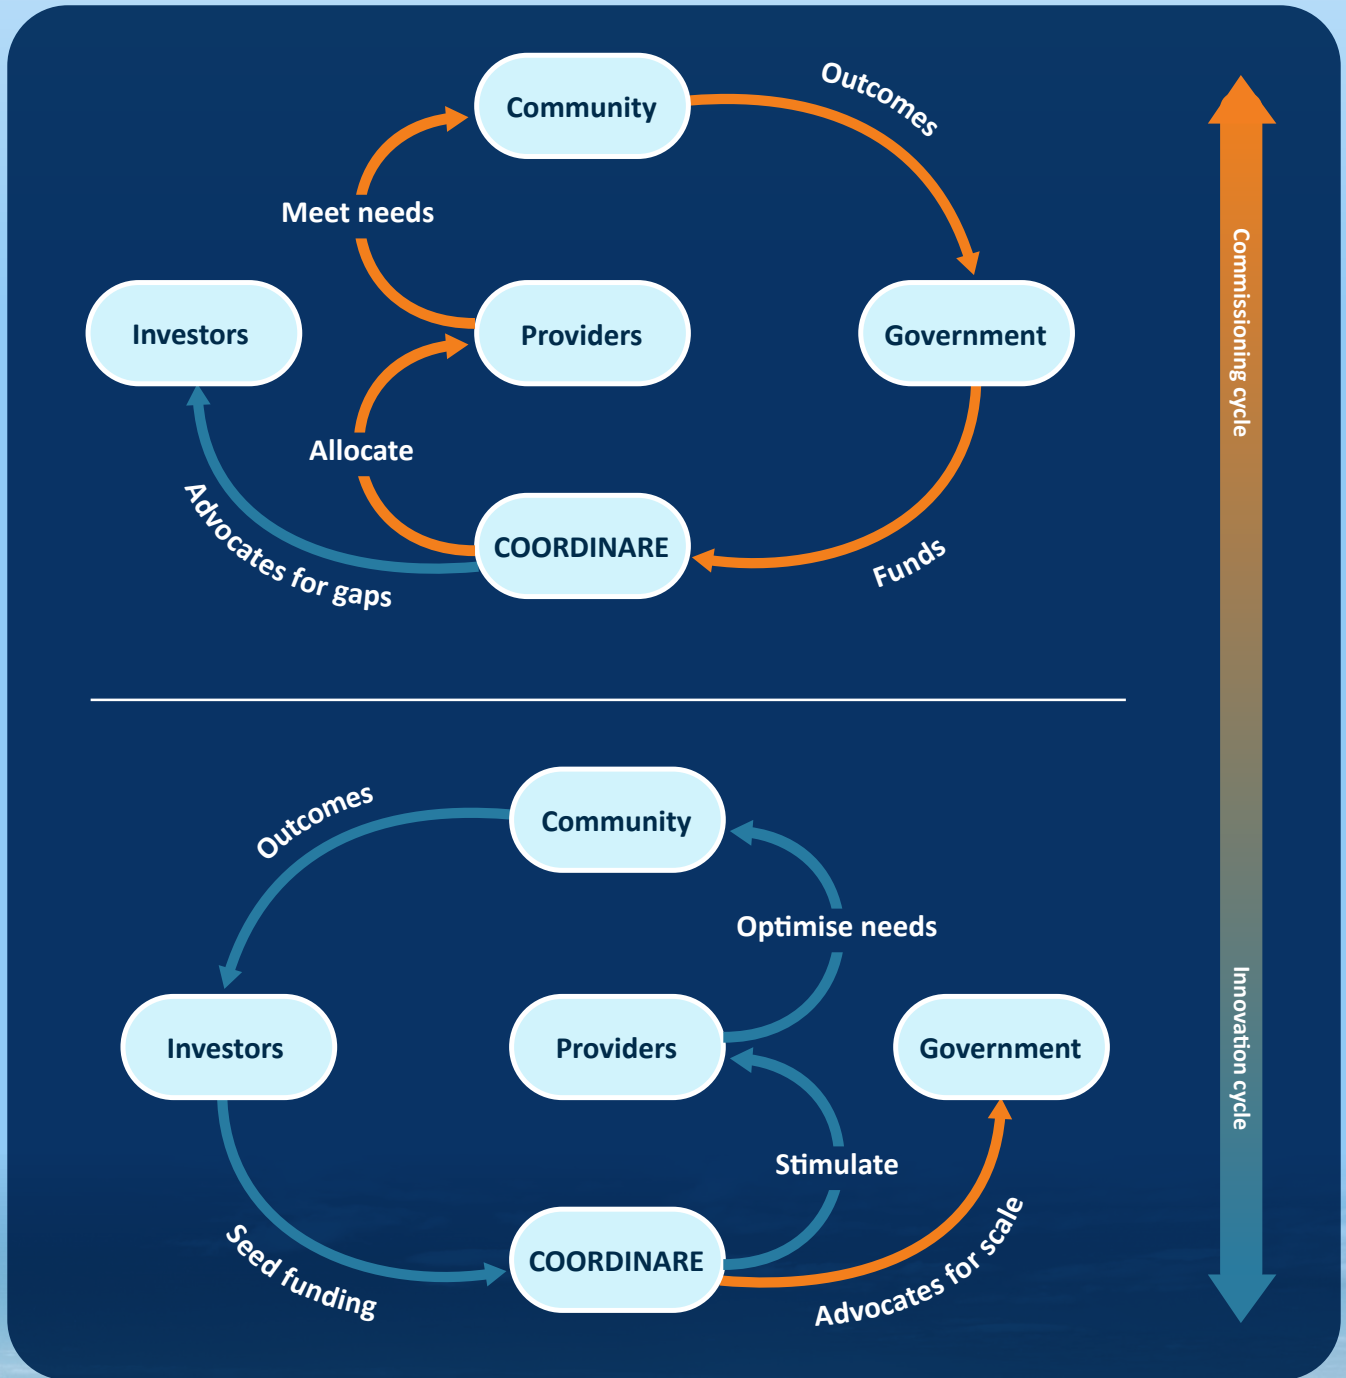 Community
Outcomes
Meet needs
Investors
Providers
Government
Allocate
Advocates for gaps
COORDINARE
Funds
Commissioning cycle
Community
Outcomes
Optimise needs
Investors
Providers
Government
Stimulate
Seed funding
COORDINARE
Advocates for scale
Innovation cycle